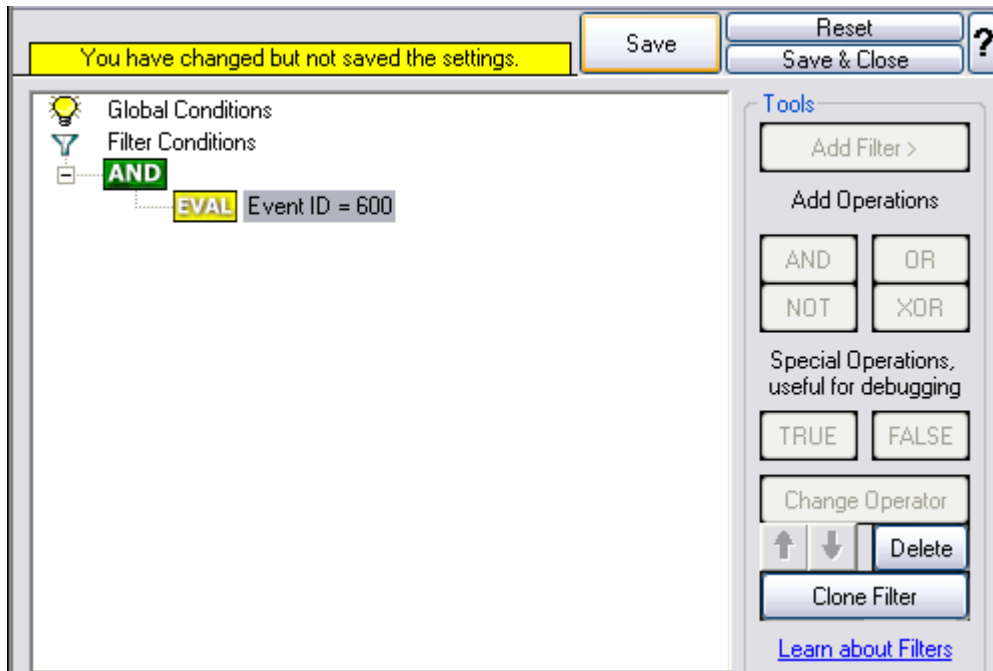 You have changed but not saved the settings.
Save
Reset
Save & Close
?
Global Conditions
Filter Conditions
AND
EVAL Event ID = 600
Tools
Add Filter >
Add Operations
AND OR
NOT XOR
Special Operations,
useful for debugging
TRUE FALSE
Change Operator
Delete
Clone Filter
Learn about Filters